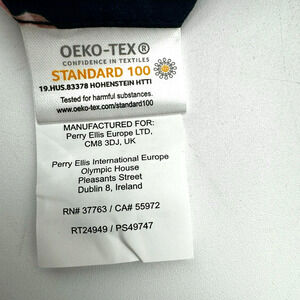 OEKO-TEX®
CONFIDENCE IN TEXTILES
STANDARD 100
19.HUS.83378 HOHENSTEIN HTTI
Tested for harmful substances.
www.oeko-tex.com/standard100
MANUFACTURED FOR:
Perry Ellis Europe LTD,
CM8 3DJ, UK
Perry Ellis International Europe
Olympic House
Pleasants Street
Dublin 8, Ireland
RN# 37763 / CA# 55972
RT24949 / PS49747